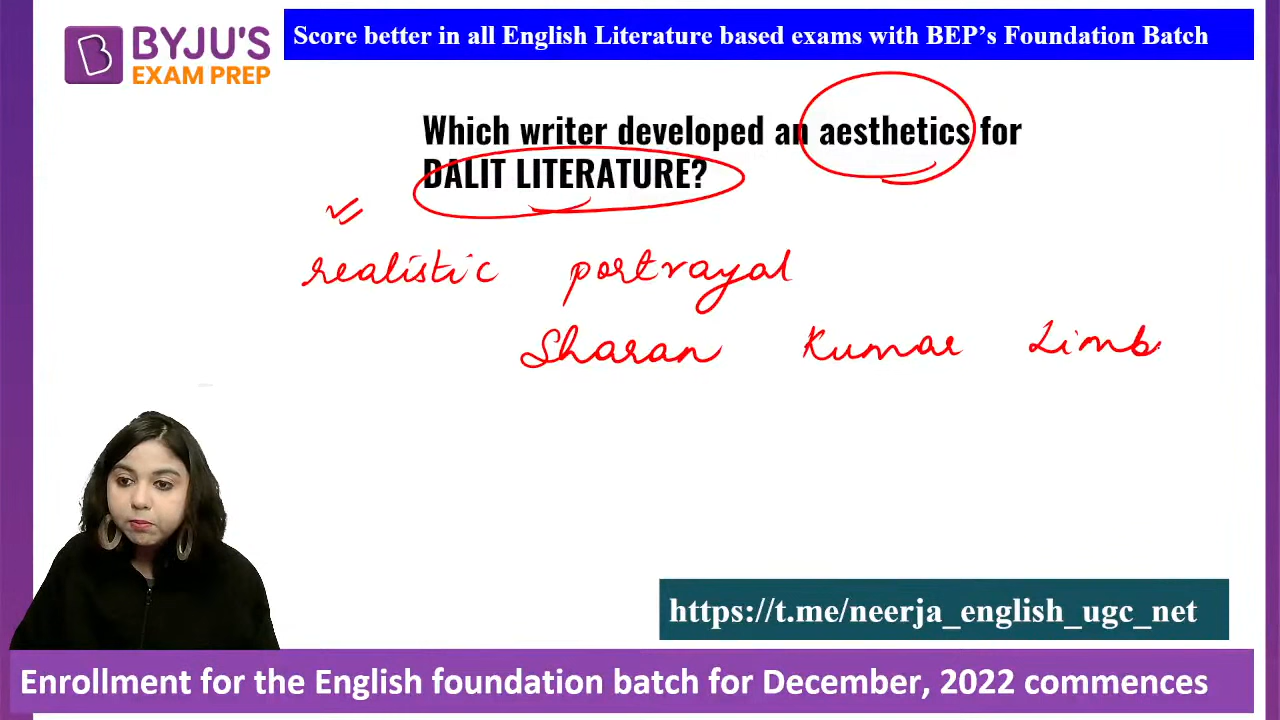 BYJU'S
EXAM PREP
Score better in all English Literature based exams with BEP's Foundation Batch
Which writer developed an aesthetics for
DALIT LITERATURE?
realistic portrayal
Sharan Kumar Limb
https://t.me/neerja_english_ugc_net
Enrollment for the English foundation batch for December, 2022 commences